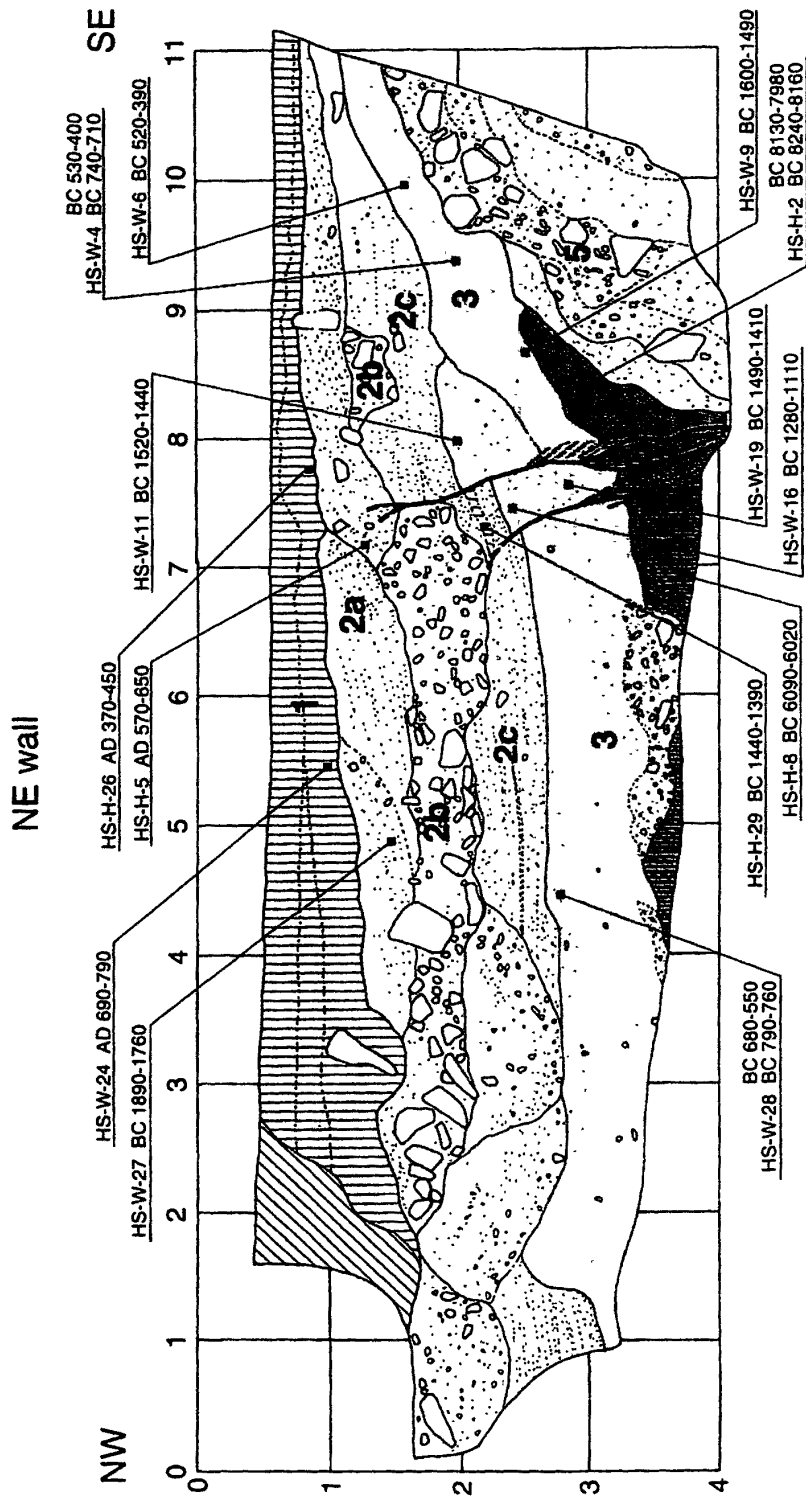 NE wall
NW
SE
HS-W-24 AD 690-790
HS-W-27 BC 1890-1760
HS-H-26 AD 370-450
HS-H-5 AD 570-650
HS-W-11 BC 1520-1440
BC 530-400
HS-W-4 BC 740-710
HS-W-6 BC 520-390
0
1
2
3
4
5
6
7
8
9
10
11
0
1
2
3
4
1
2a
2b
2c
3
2b
2c
3
5
BC 680-550
HS-W-28 BC 790-760
HS-H-29 BC 1440-1390
HS-H-8 BC 6090-6020
HS-W-19 BC 1490-1410
HS-W-16 BC 1280-1110
HS-W-9 BC 1600-1490
BC 8130-7980
HS-H-2 BC 8240-8160